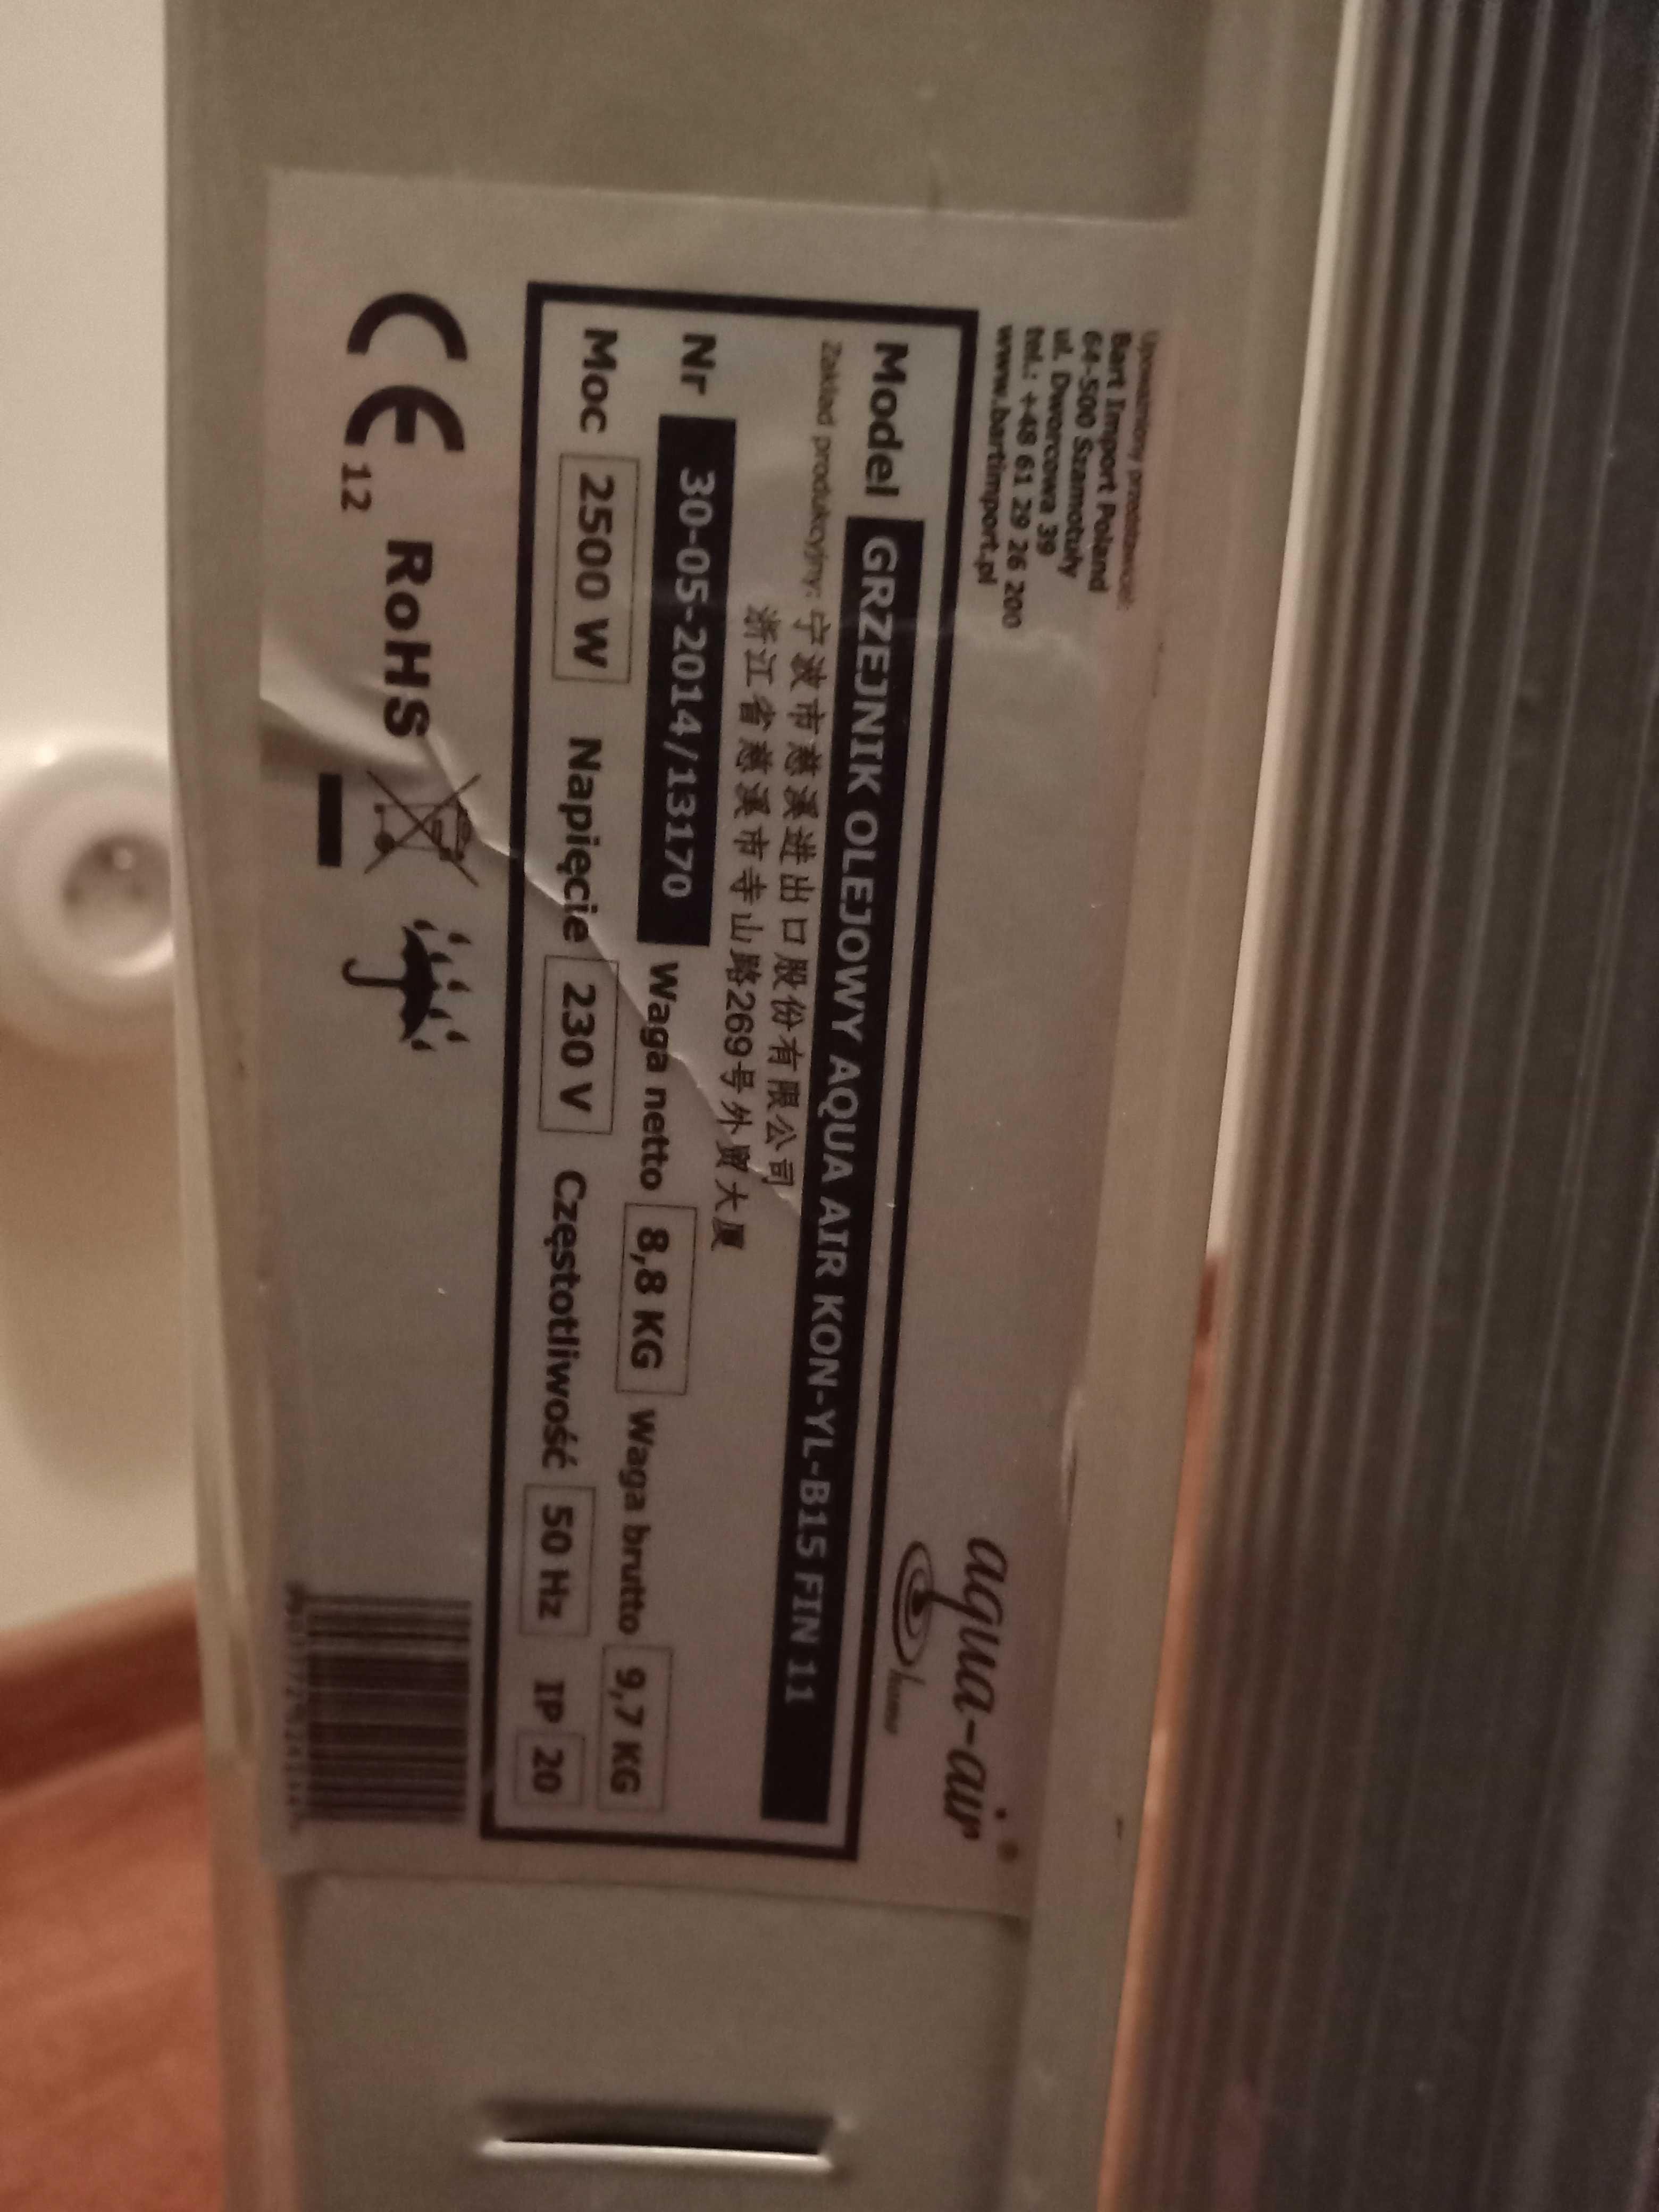 Upoważniony przedstawiciel:
Bart Import Poland
64-500 Szamotuły
ul. Dworcowa 39
tel.: +48 61 29 26 200
www.bartimport.pl
aqua-air®
home
Model GRZEJNIK OLEJOWY AQUA AIR KON-YL-B15 FIN 11
Zakład produkcyjny: 宁波市慈溪进出口股份有限公司
浙江省慈溪市寺山路269号外贸大厦
Nr 30-05-2014/13170 Waga netto 8,8 KG Waga brutto 9,7 KG
Moc 2500 W Napięcie 230 V Częstotliwość 50 Hz IP 20
CE 12 RoHS